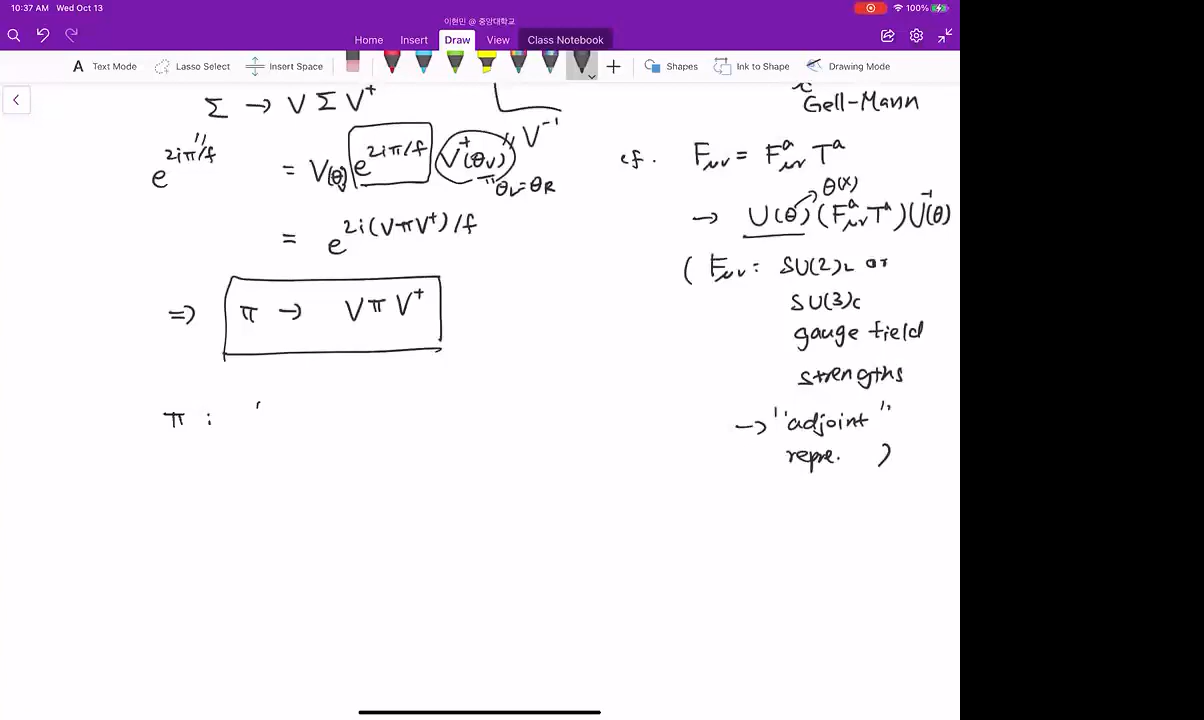 10:37 AM Wed Oct 13
100%
이현민 @ 중앙대학교
Home Insert Draw View Class Notebook
Text Mode Lasso Select Insert Space Shapes Ink to Shape Drawing Mode
Σ → V Σ V†
e^{2iπ/f} = V(θ_V) e^{2iπ/f} V†(θ_V) " V⁻¹
θ_L=θ_R
= e^{2i(VπV†)/f}
⇒ π → V π V†
π : '
Gell-Mann
cf. F_μν = F^a_μν T^a
θ(x)
→ U(θ) (F^a_μν T^a) U⁻¹(θ)
( F_μν : SU(2)_L or
SU(3)_C
gauge field
strengths
→ "adjoint"
repre. )